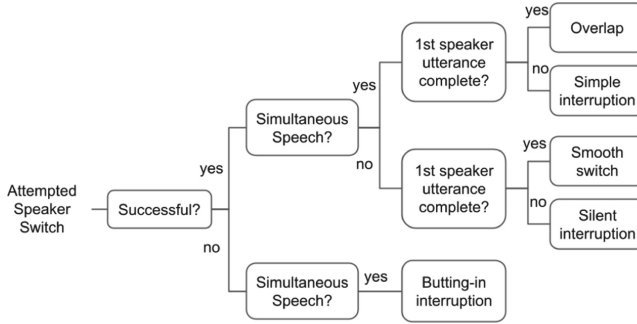 Attempted
Speaker
Switch
Successful?
yes
no
Simultaneous
Speech?
yes
no
1st speaker
utterance
complete?
yes
no
Overlap
Simple
interruption
1st speaker
utterance
complete?
yes
no
Smooth
switch
Silent
interruption
Simultaneous
Speech?
yes
Butting-in
interruption